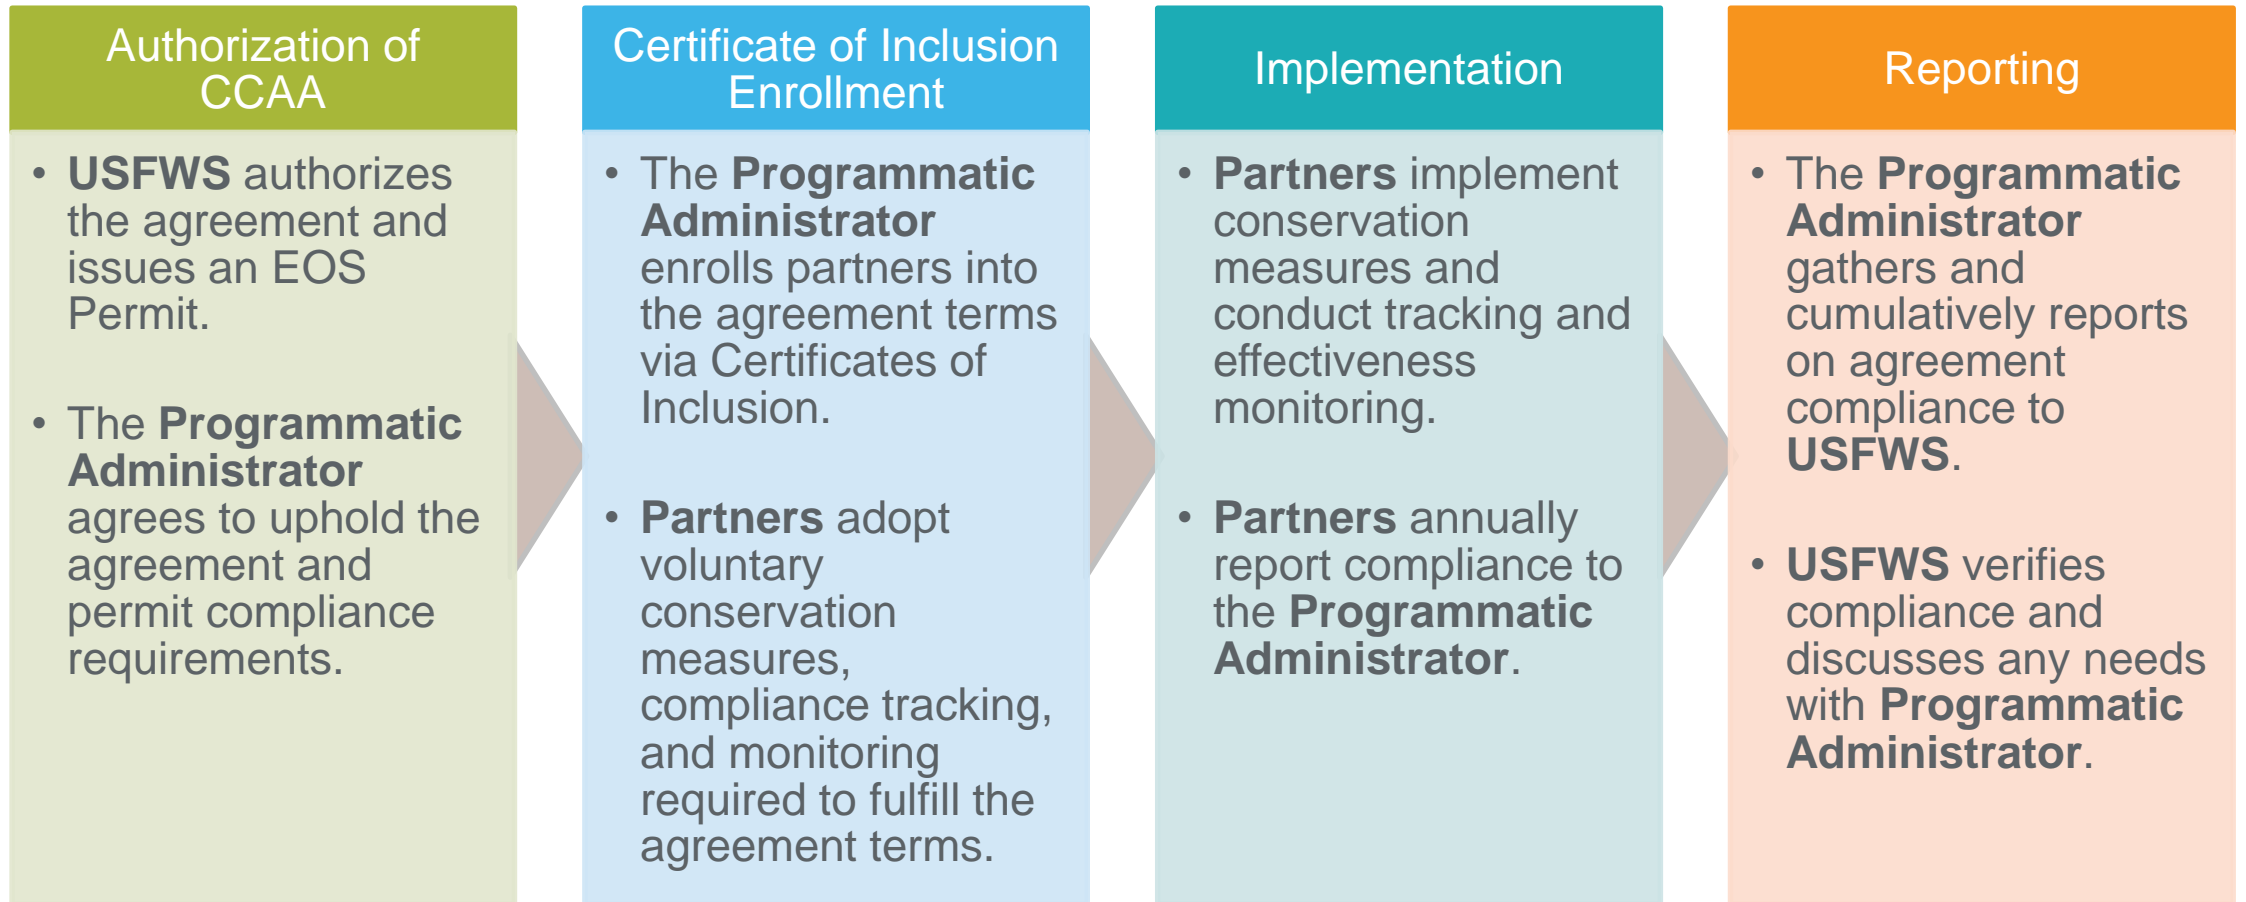 Authorization of
CCAA
• USFWS authorizes
the agreement and
issues an EOS
Permit.
• The Programmatic
Administrator
agrees to uphold the
agreement and
permit compliance
requirements.
Certificate of Inclusion
Enrollment
• The Programmatic
Administrator
enrolls partners into
the agreement terms
via Certificates of
Inclusion.
• Partners adopt
voluntary
conservation
measures,
compliance tracking,
and monitoring
required to fulfill the
agreement terms.
Implementation
• Partners implement
conservation
measures and
conduct tracking and
effectiveness
monitoring.
• Partners annually
report compliance to
the Programmatic
Administrator.
Reporting
• The Programmatic
Administrator
gathers and
cumulatively reports
on agreement
compliance to
USFWS.
• USFWS verifies
compliance and
discusses any needs
with Programmatic
Administrator.